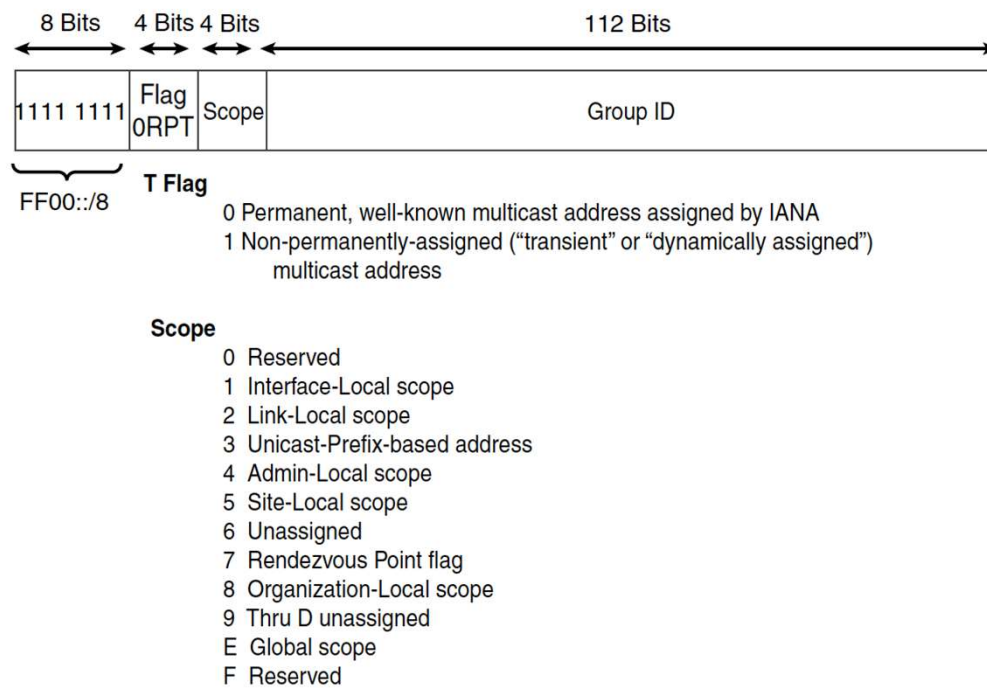 8 Bits 4 Bits 4 Bits 112 Bits
1111 1111 Flag 0RPT Scope Group ID
FF00::/8
T Flag
0 Permanent, well-known multicast address assigned by IANA
1 Non-permanently-assigned (“transient” or “dynamically assigned”)
multicast address
Scope
0 Reserved
1 Interface-Local scope
2 Link-Local scope
3 Unicast-Prefix-based address
4 Admin-Local scope
5 Site-Local scope
6 Unassigned
7 Rendezvous Point flag
8 Organization-Local scope
9 Thru D unassigned
E Global scope
F Reserved